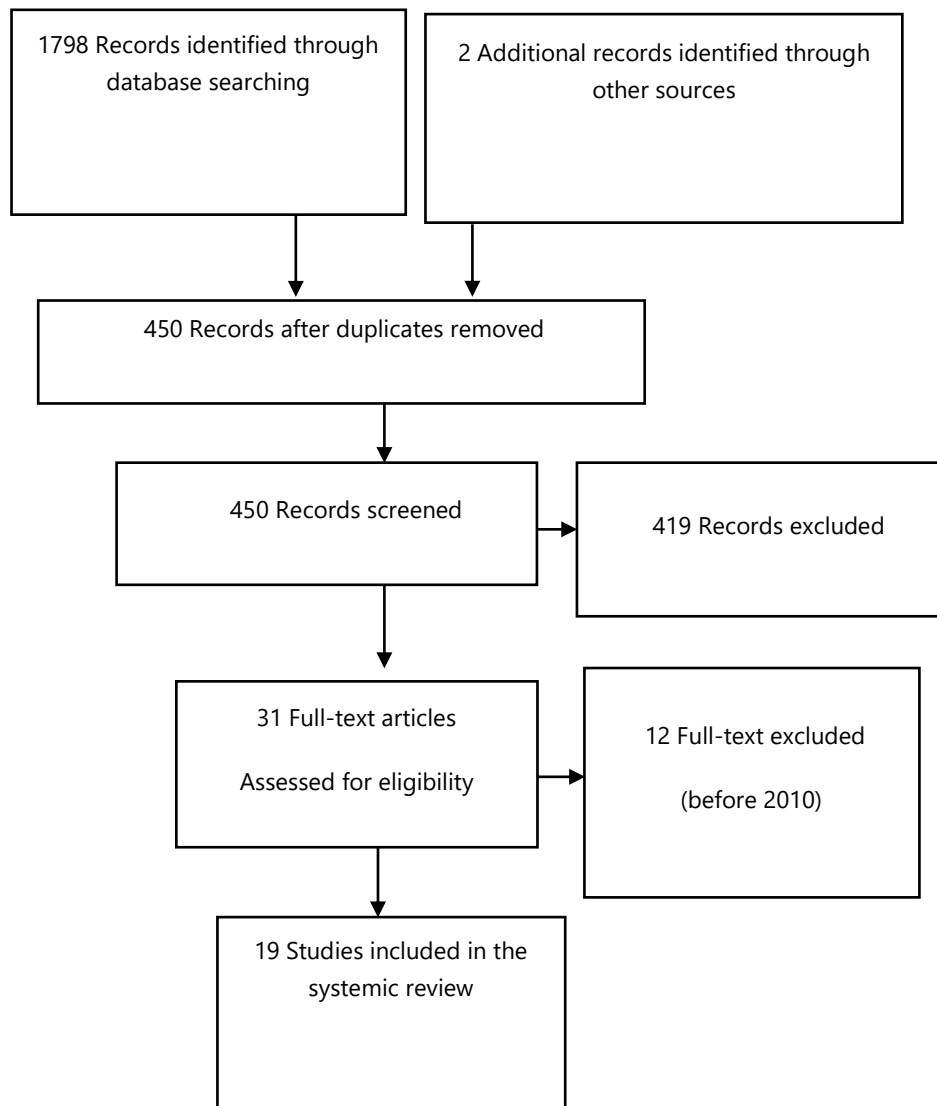 1798 Records identified through
database searching
2 Additional records identified through
other sources
450 Records after duplicates removed
450 Records screened
419 Records excluded
31 Full-text articles
Assessed for eligibility
12 Full-text excluded
(before 2010)
19 Studies included in the
systemic review